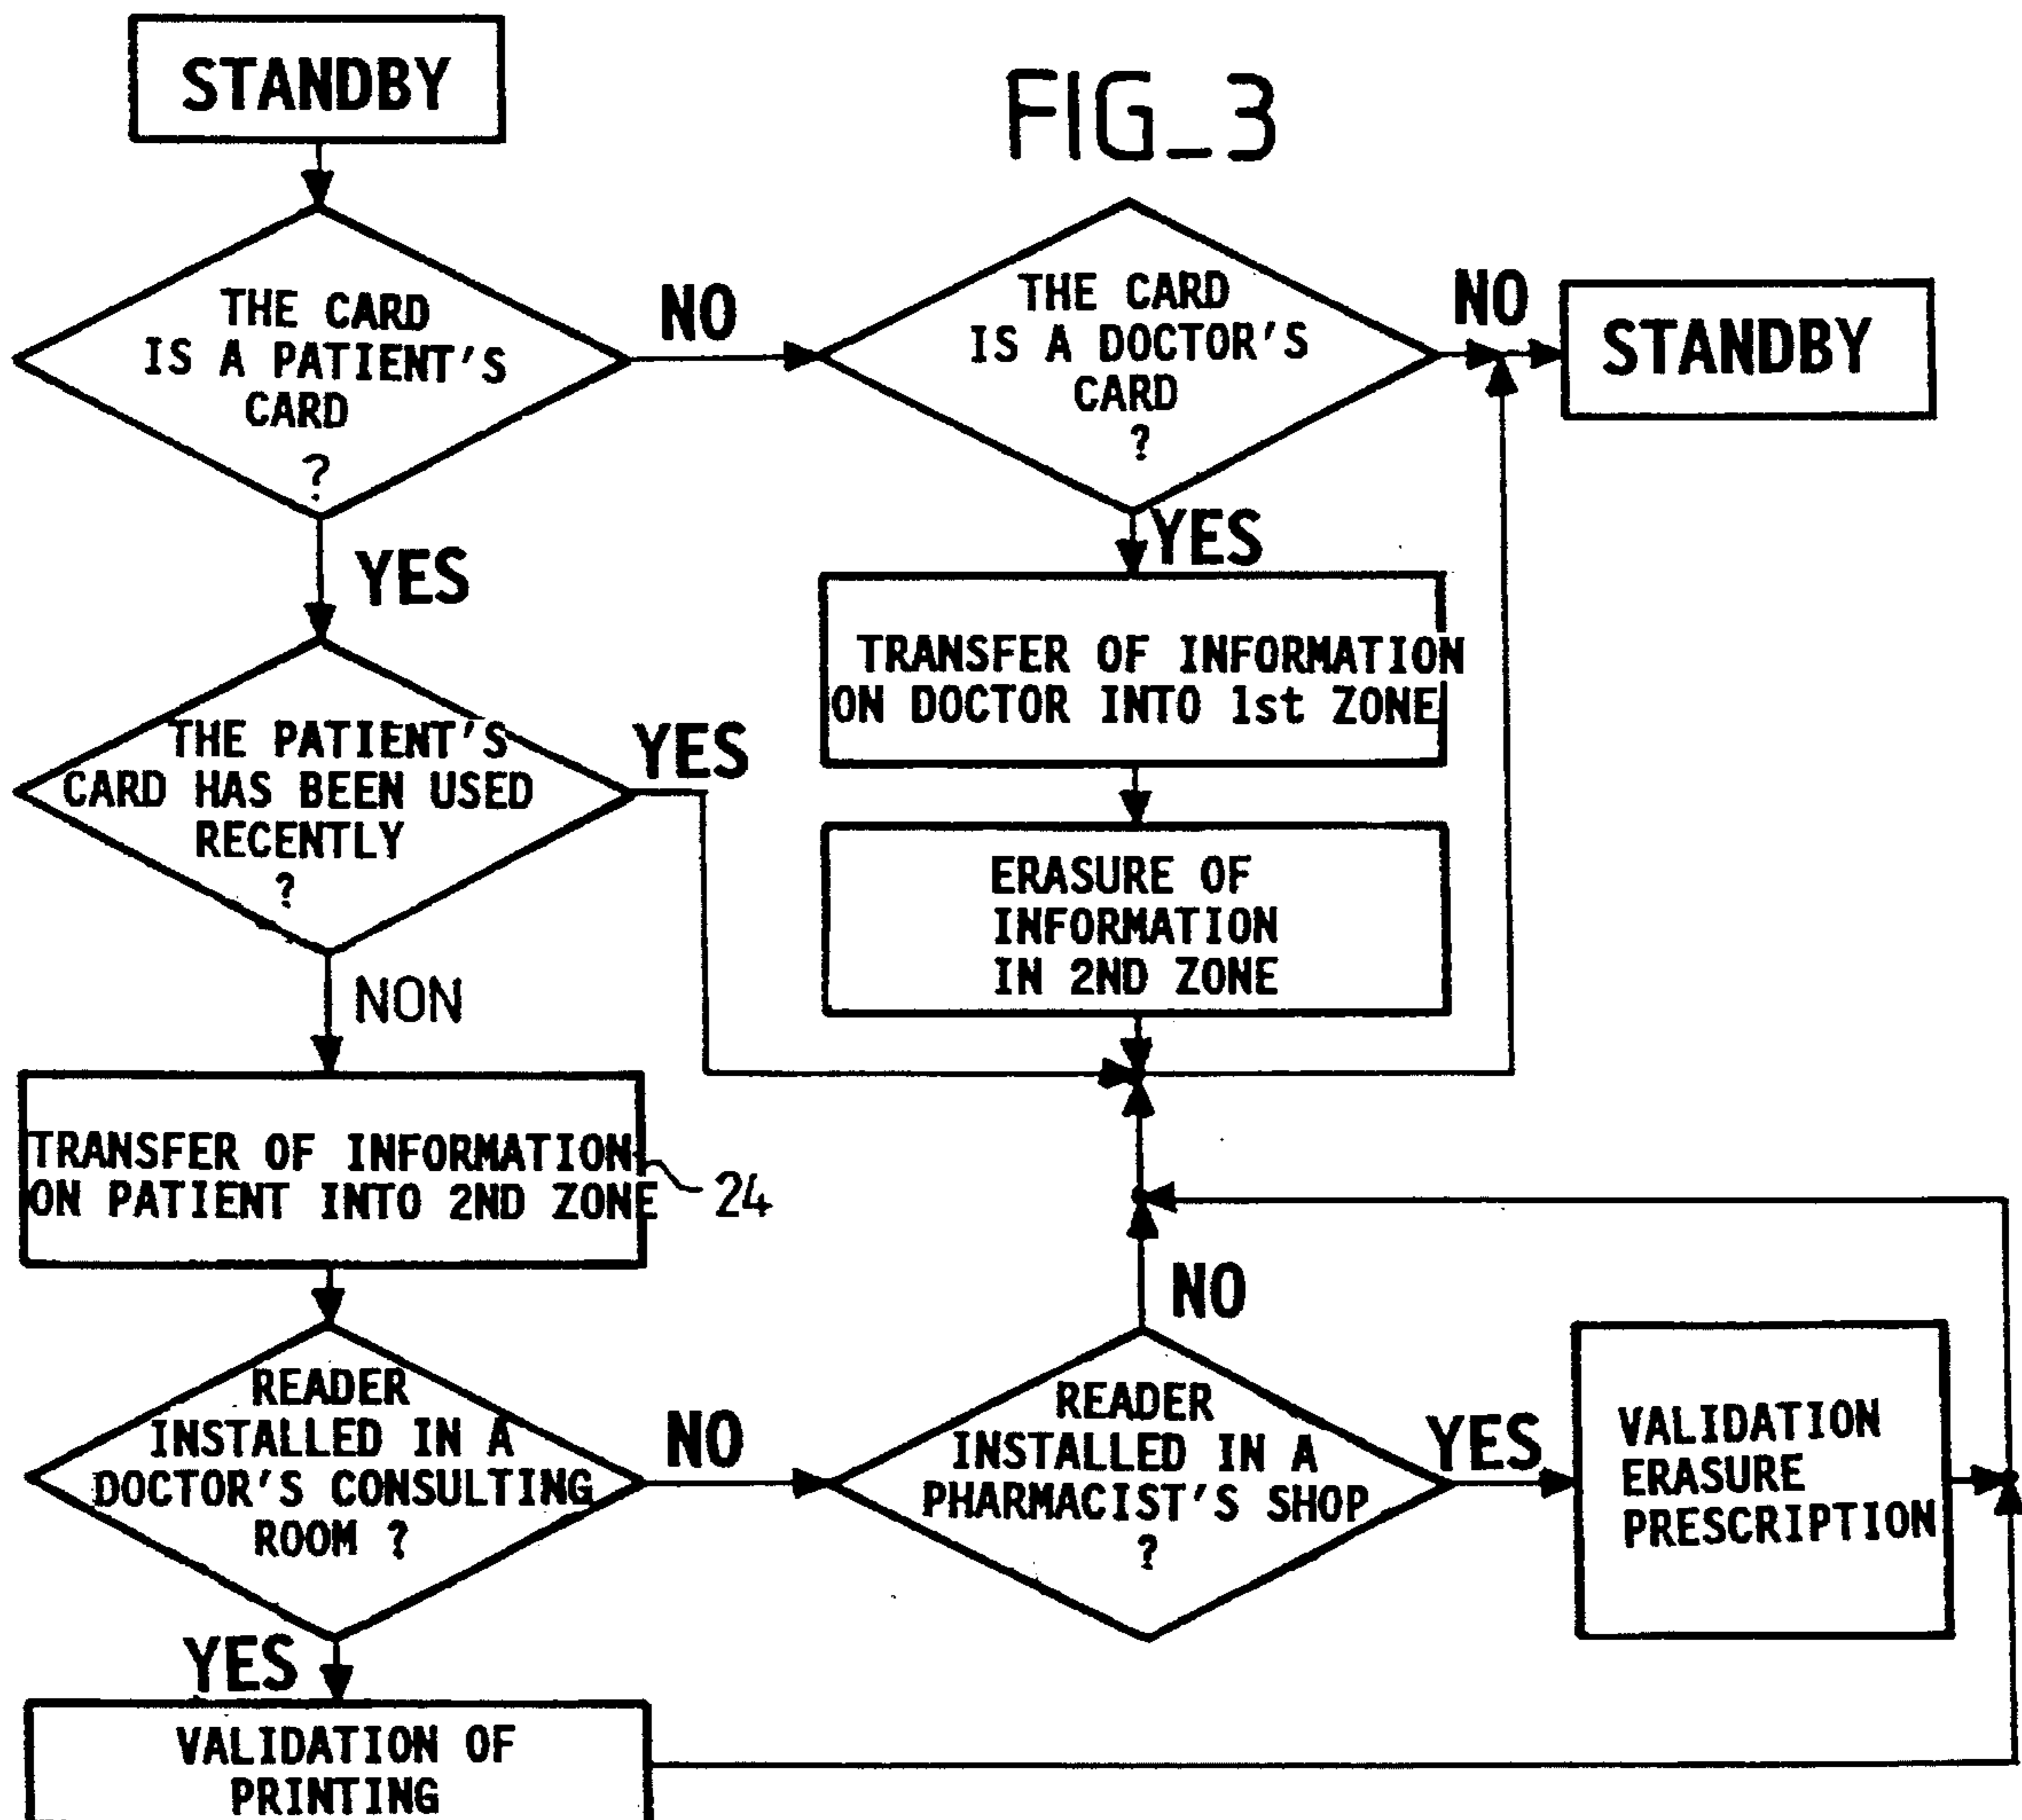 STANDBY
FIG_3
THE CARD
IS A PATIENT'S
CARD
?
NO
THE CARD
IS A DOCTOR'S
CARD
?
NO
STANDBY
YES
YES
THE PATIENT'S
CARD HAS BEEN USED
RECENTLY
?
YES
TRANSFER OF INFORMATION
ON DOCTOR INTO 1st ZONE
ERASURE OF
INFORMATION
IN 2ND ZONE
NON
TRANSFER OF INFORMATION
ON PATIENT INTO 2ND ZONE
24
READER
INSTALLED IN A
DOCTOR'S CONSULTING
ROOM ?
NO
NO
READER
INSTALLED IN A
PHARMACIST'S SHOP
?
YES
VALIDATION
ERASURE
PRESCRIPTION
YES
VALIDATION OF
PRINTING